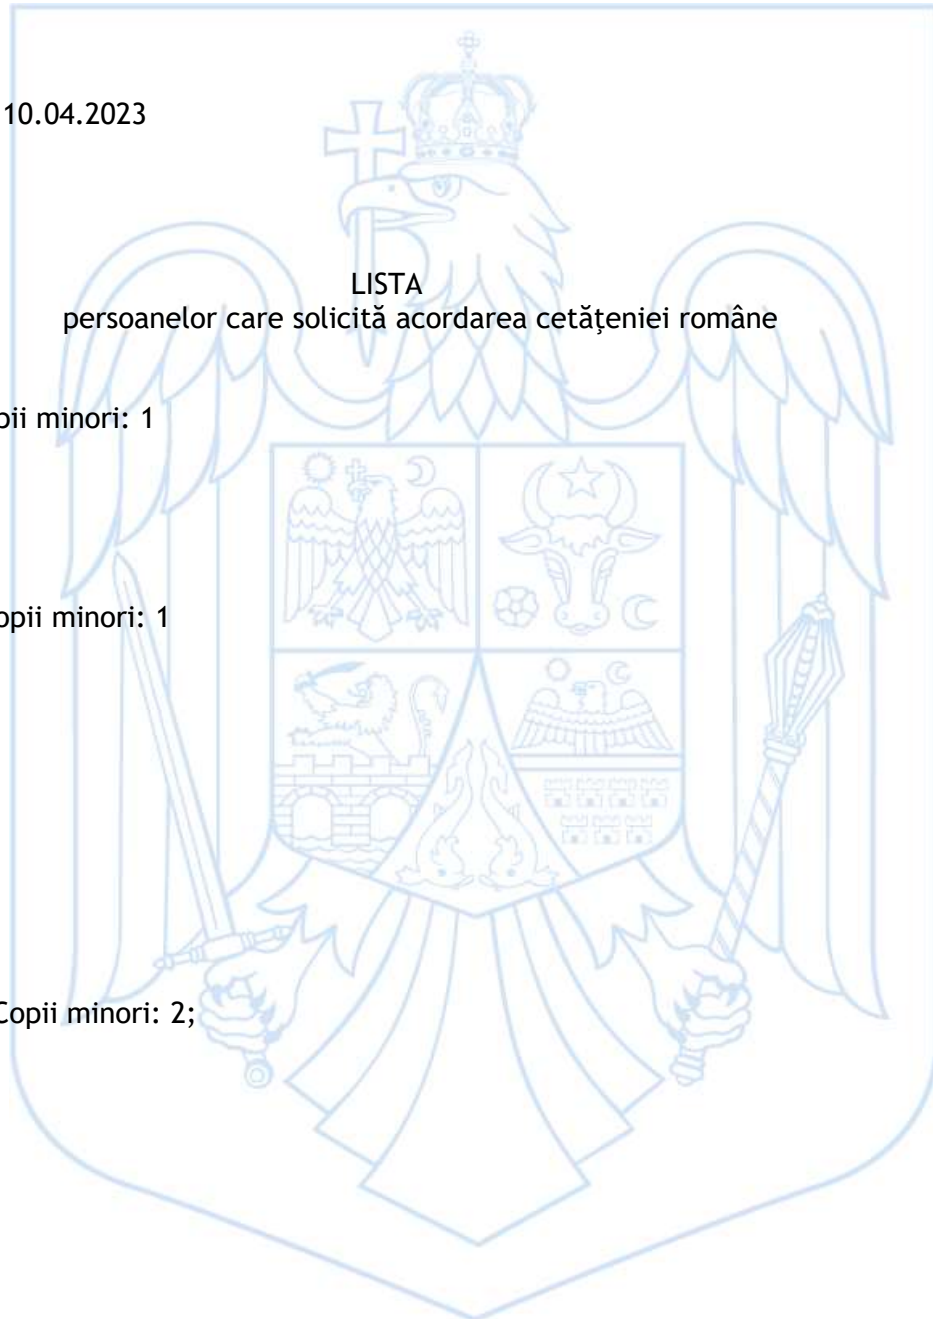 10.04.2023
LISTA
persoanelor care solicită acordarea cetăţeniei române
pii minori: 1
opii minori: 1
Copii minori: 2;